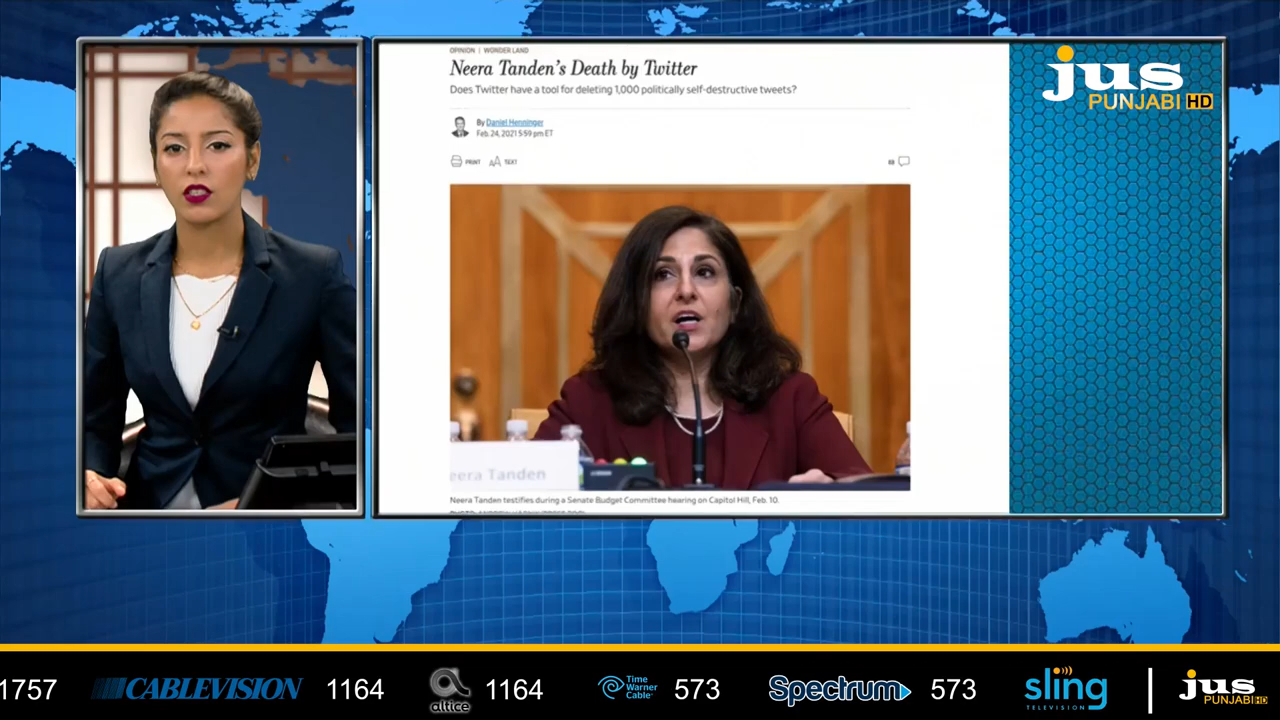 OPINION | WONDER LAND
Neera Tanden's Death by Twitter
Does Twitter have a tool for deleting 1,000 politically self-destructive tweets?
By Daniel Henninger
Feb. 24, 2021 5:59 pm ET
PRINT AA TEXT
eera Tanden
Neera Tanden testifies during a Senate Budget Committee hearing on Capitol Hill, Feb. 10.
jus
PUNJABI HD
1757 CABLEVISION 1164 altice 1164 Time Warner Cable 573 Spectrum 573 sling TELEVISION | jus PUNJABI HD